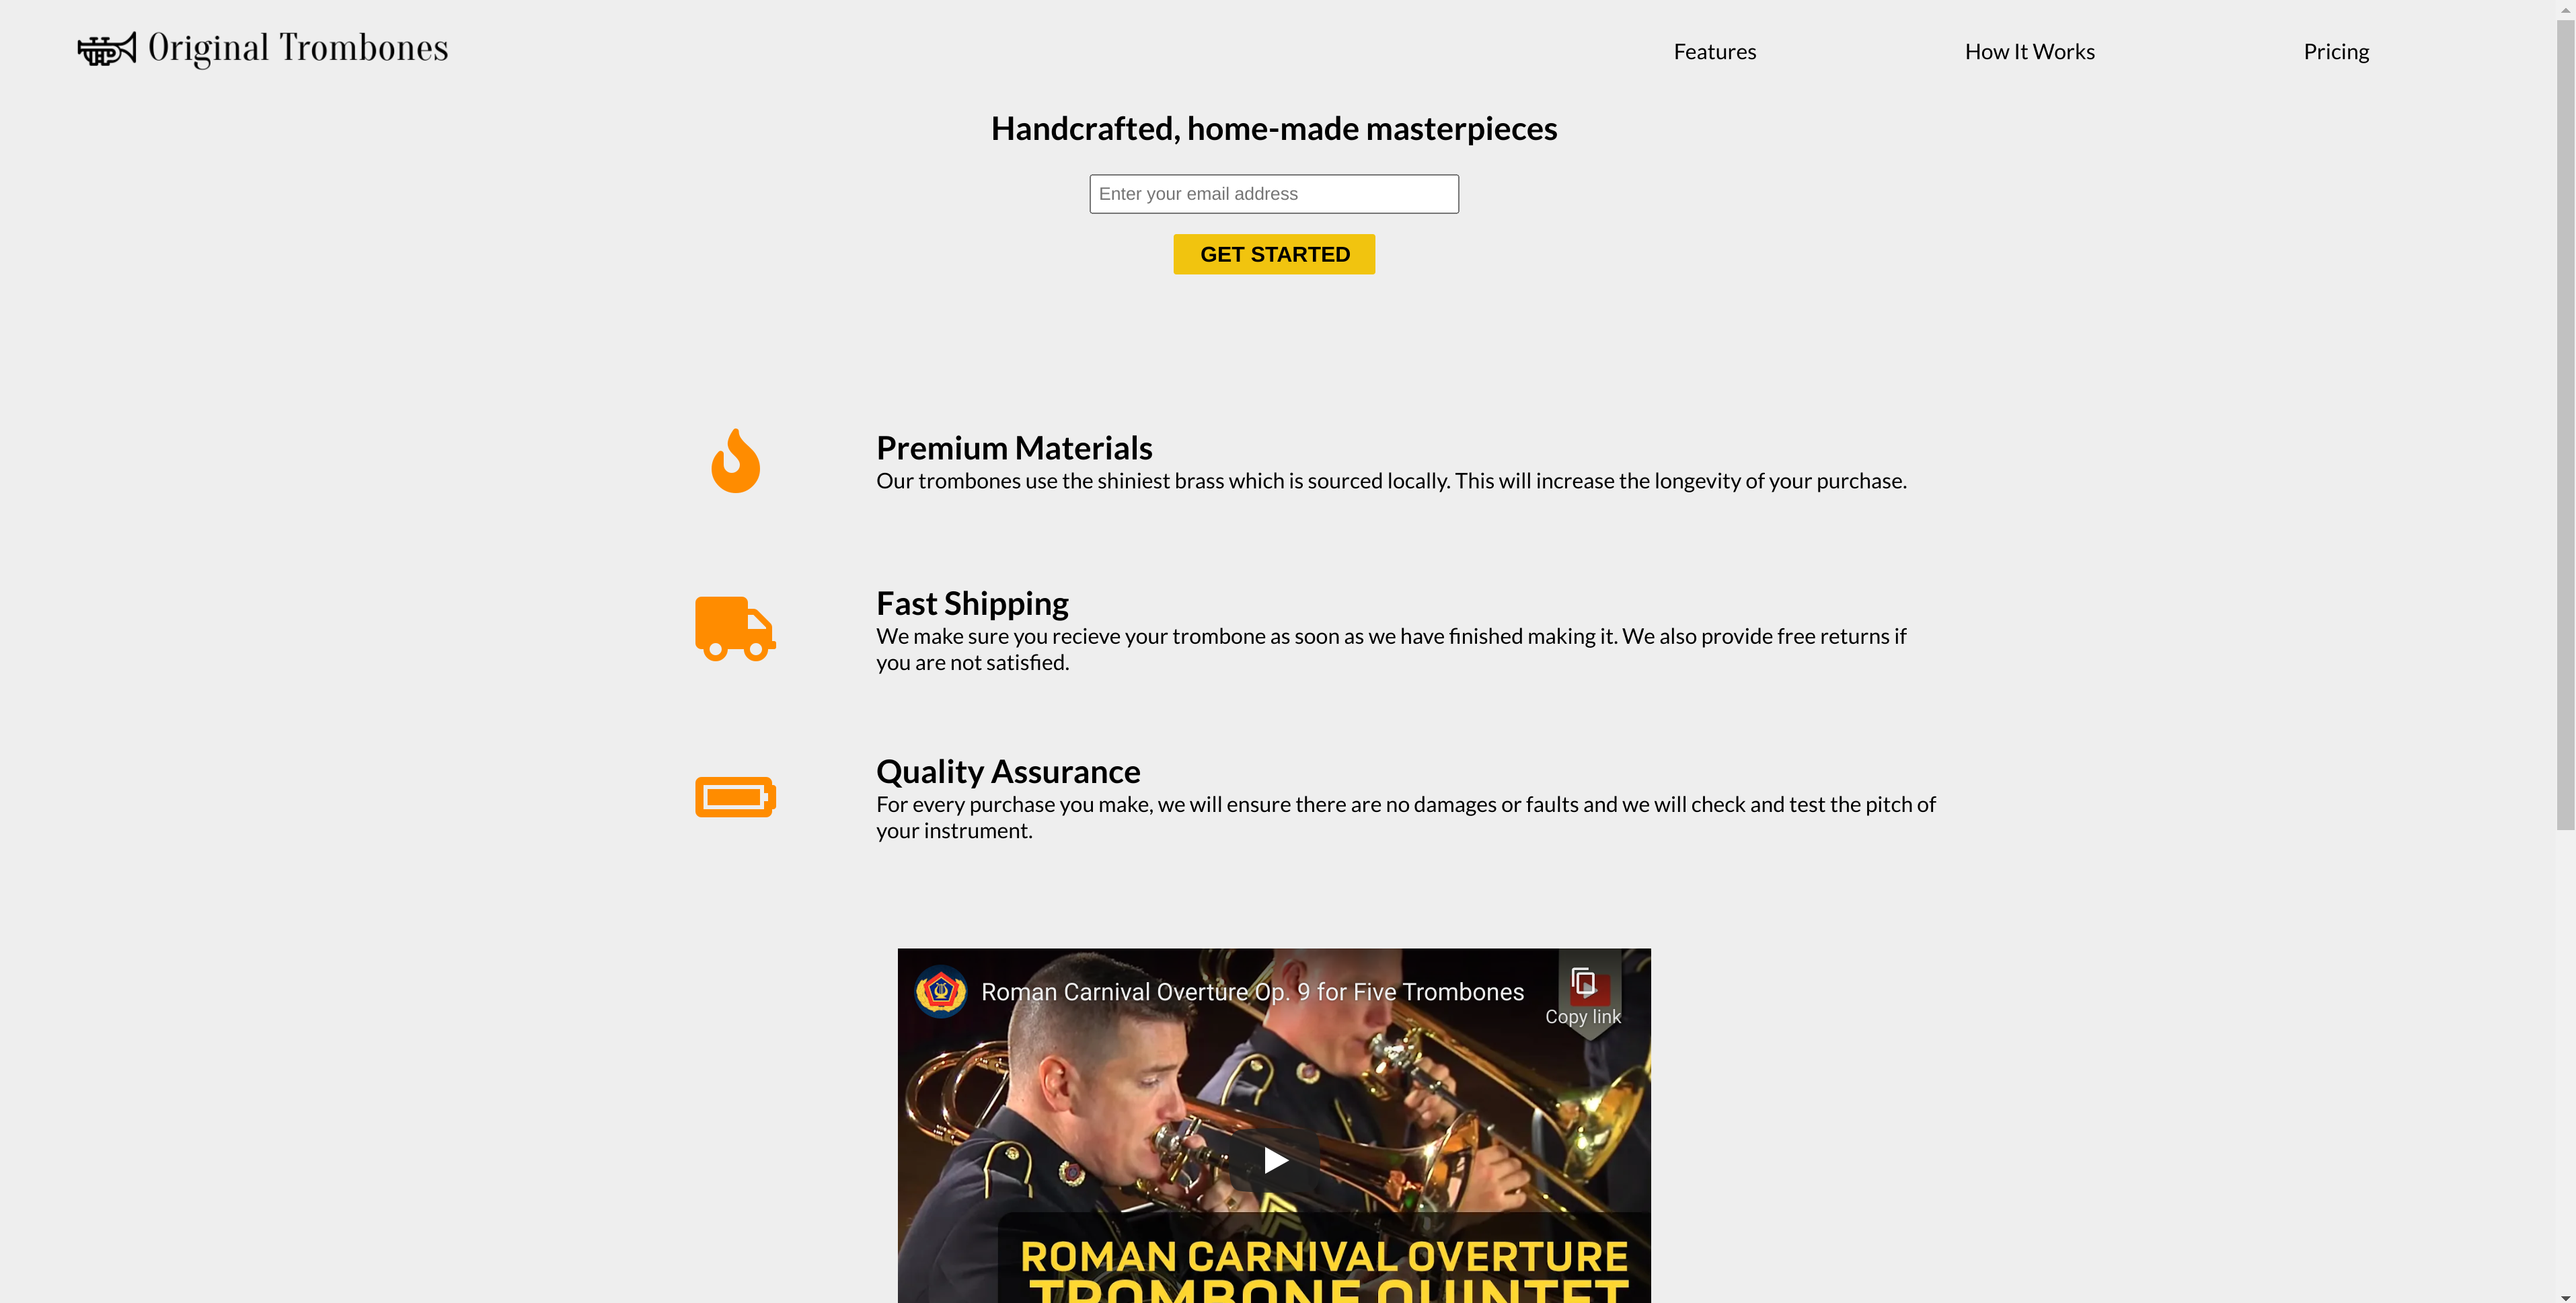 Original Trombones
Features
How It Works
Pricing
Handcrafted, home-made masterpieces
Enter your email address
GET STARTED
Premium Materials
Our trombones use the shiniest brass which is sourced locally. This will increase the longevity of your purchase.
Fast Shipping
We make sure you recieve your trombone as soon as we have finished making it. We also provide free returns if
you are not satisfied.
Quality Assurance
For every purchase you make, we will ensure there are no damages or faults and we will check and test the pitch of
your instrument.
Roman Carnival Overture Op. 9 for Five Trombones
Copy link
ROMAN CARNIVAL OVERTURE
TROMBONE QUINTET